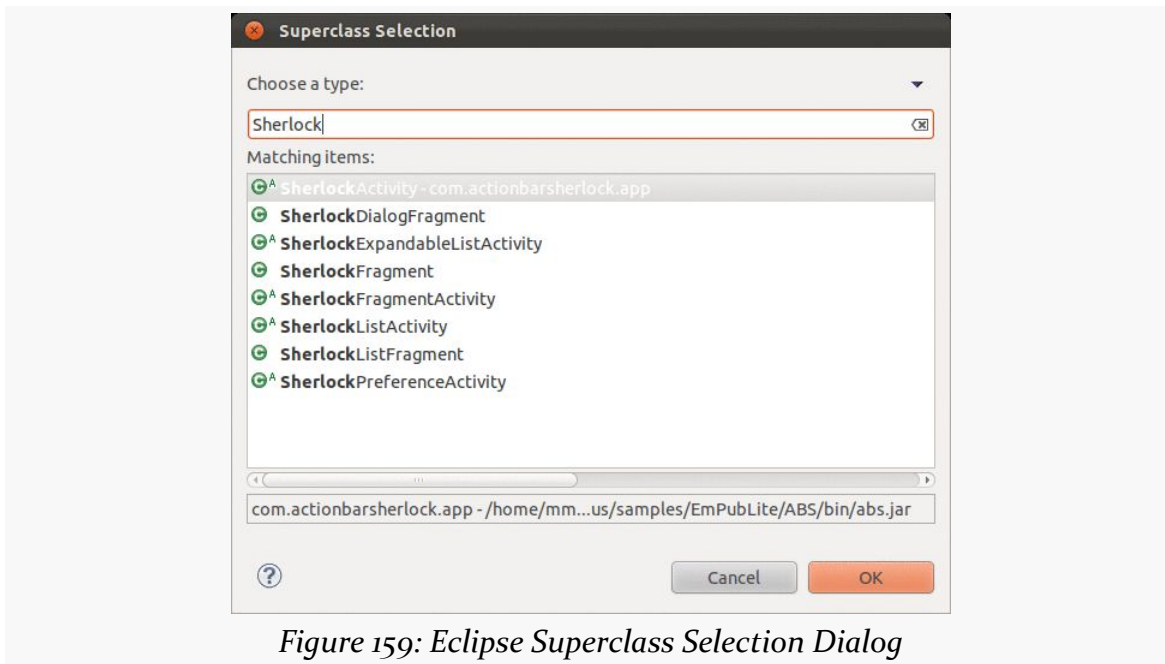 Superclass Selection
Choose a type:
Sherlock
Matching items:
SherlockActivity - com.actionbarsherlock.app
SherlockDialogFragment
SherlockExpandableListActivity
SherlockFragment
SherlockFragmentActivity
SherlockListActivity
SherlockListFragment
SherlockPreferenceActivity
com.actionbarsherlock.app - /home/mm...us/samples/EmPubLite/ABS/bin/abs.jar
Cancel
OK
Figure 159: Eclipse Superclass Selection Dialog